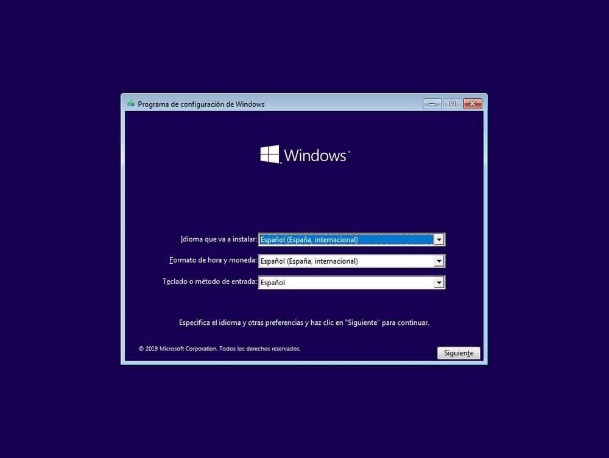 Programa de configuración de Windows
Windows
Idioma que va a instalar: Español (España, internacional)
Formato de hora y moneda: Español (España, internacional)
Teclado o método de entrada: Español
Especifica el idioma y otras preferencias y haz clic en "Siguiente" para continuar.
© 2019 Microsoft Corporation. Todos los derechos reservados.
Siguiente